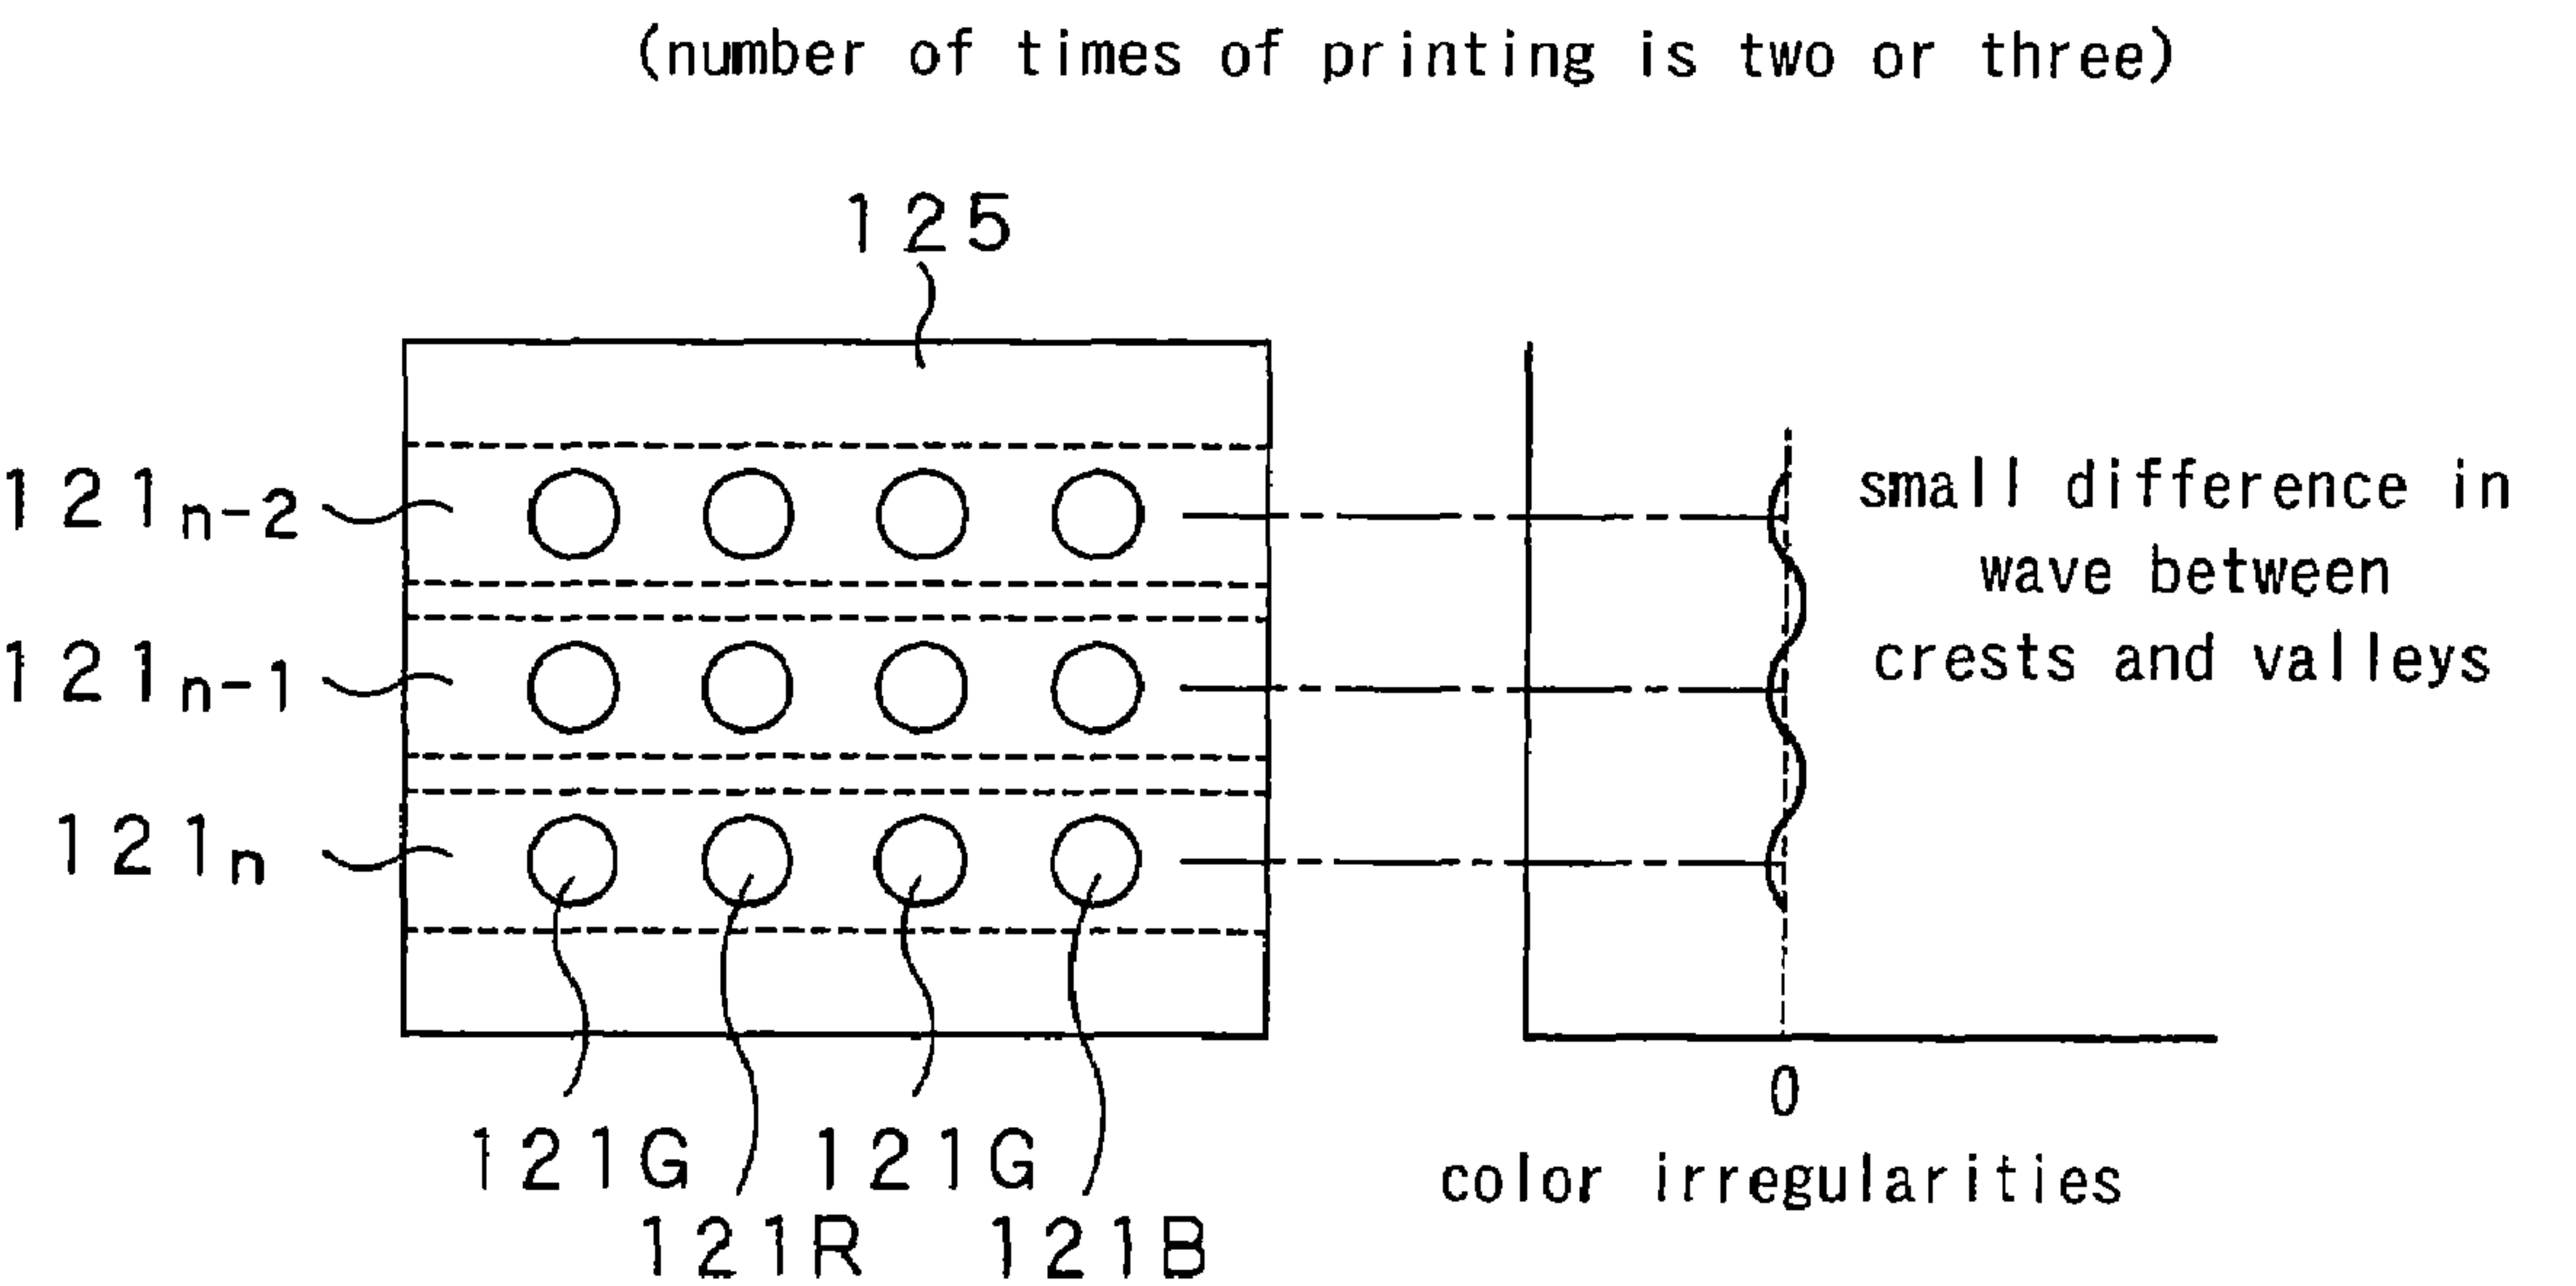 (number of times of printing is two or three)
125
121n-2
121n-1
121n
small difference in
wave between
crests and valleys
121G
121R
121G
121B
0
color irregularities